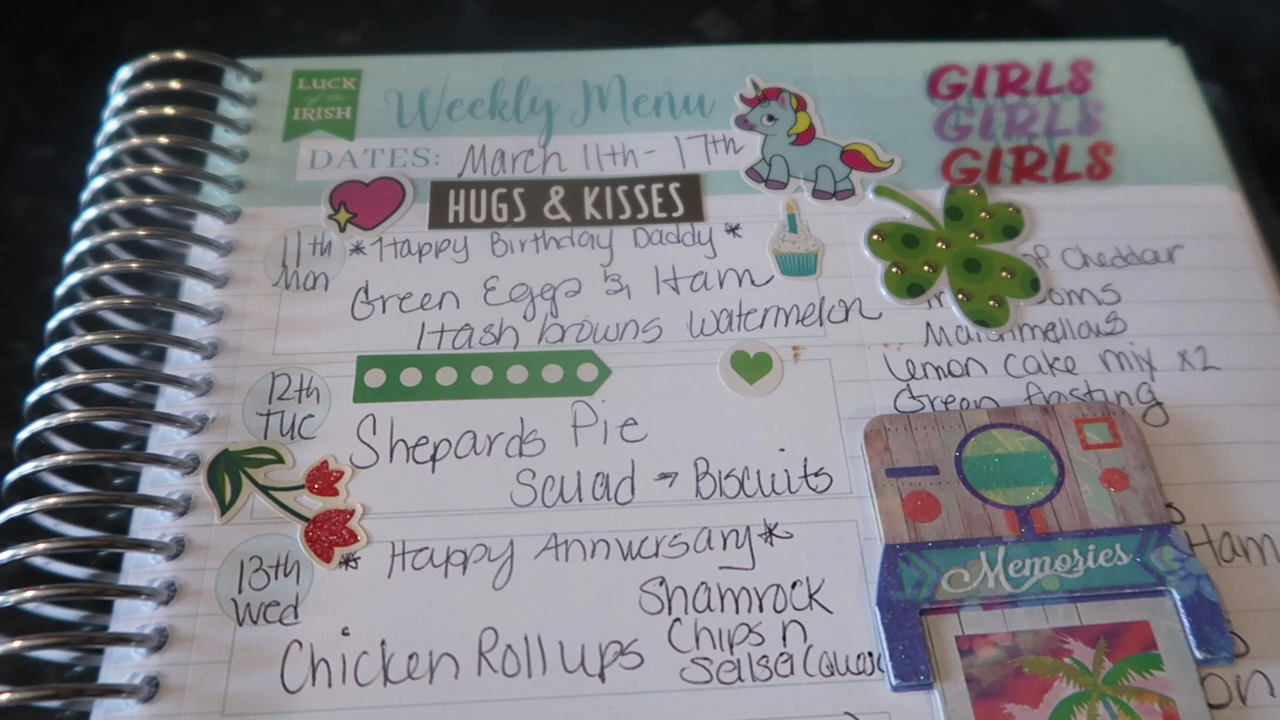 LUCK
of the
IRISH
Weekly Menu
DATES: March 11th - 17th
GIRLS
GIRLS
GIRLS
HUGS & KISSES
11th
Mon
*Happy Birthday Daddy*
Green Eggs & Ham
Hash browns watermelon
12th
Tue
Shepards Pie
Salad → Biscuits
13th
Wed
* Happy Anniversary *
Shamrock
Chicken Roll ups
Chips n
of Cheddar
Marshmellows
Lemon cake mix x2
Green frosting
Ham
Memories
on